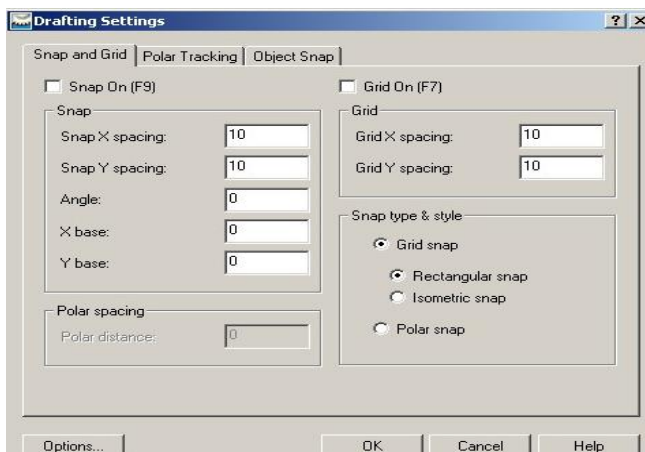 Drafting Settings
Snap and Grid Polar Tracking Object Snap
Snap On (F9)
Snap
Snap X spacing: 10
Snap Y spacing: 10
Angle: 0
X base: 0
Y base: 0
Polar spacing
Polar distance: 0
Grid On (F7)
Grid
Grid X spacing: 10
Grid Y spacing: 10
Snap type & style
Grid snap
Rectangular snap
Isometric snap
Polar snap
Options... OK Cancel Help